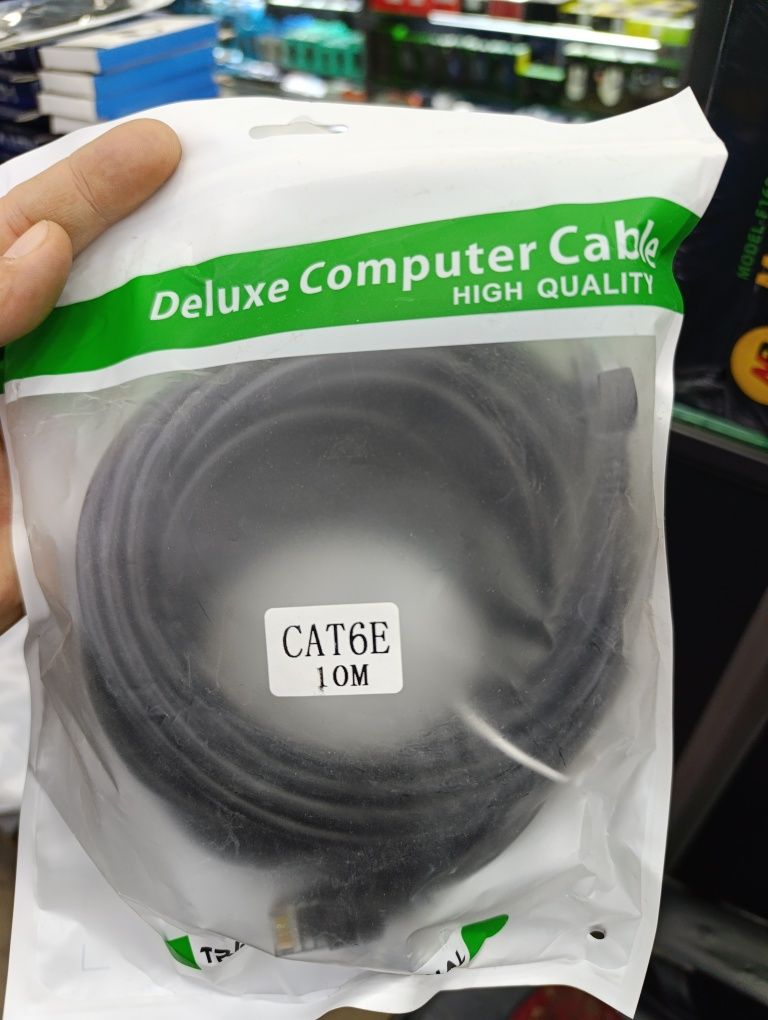 Deluxe Computer Cable
HIGH QUALITY
CAT6E
10M